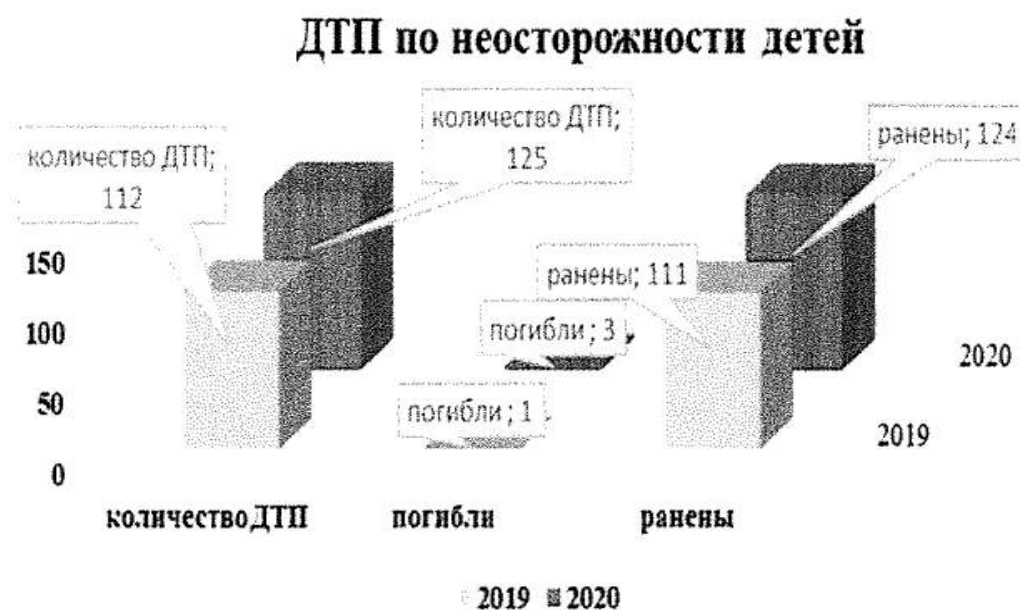 ДТП по неосторожности детей
количество ДТП;
125
количество ДТП;
112
ранены; 124
ранены; 111
погибли ; 3
погибли ; 1
150
100
50
0
2020
2019
количество ДТП погибли ранены
2019 2020